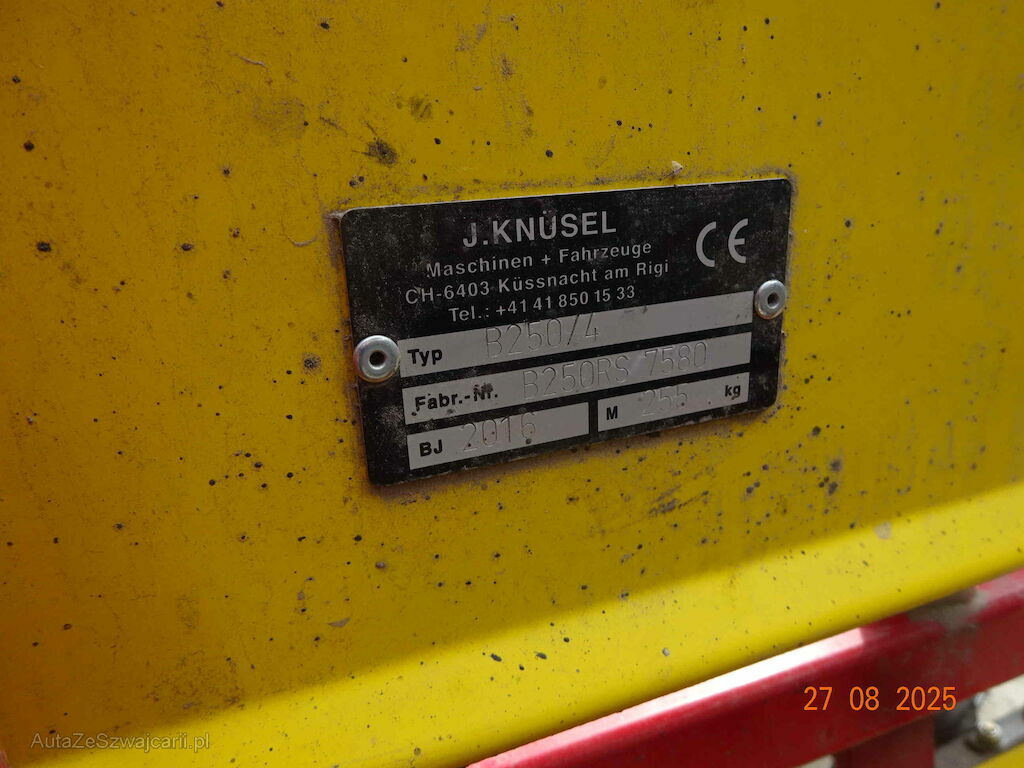 J.KNÜSEL
Maschinen + Fahrzeuge
CH-6403 Küssnacht am Rigi
Tel.: +41 41 850 15 33
CE
Typ B250/4
Fabr.-Nr. B250RS 7580
BJ 2016 M 255 kg
27 08 2025
AutaZeSzwajcarii.pl